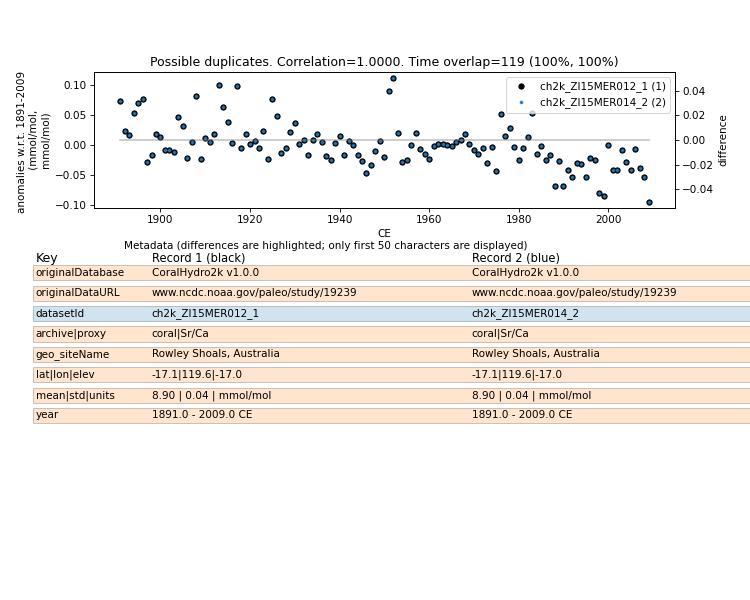 Possible duplicates. Correlation=1.0000. Time overlap=119 (100%, 100%)
anomalies w.r.t. 1891-2009
(mmol/mol,
mmol/mol)
0.10
0.05
0.00
−0.05
−0.10
ch2k_ZI15MER012_1 (1)
ch2k_ZI15MER014_2 (2)
0.04
0.02
0.00
−0.02
−0.04
difference
1900 1920 1940 1960 1980 2000
CE
Metadata (differences are highlighted; only first 50 characters are displayed)
Key Record 1 (black) Record 2 (blue)
originalDatabase CoralHydro2k v1.0.0 CoralHydro2k v1.0.0
originalDataURL www.ncdc.noaa.gov/paleo/study/19239 www.ncdc.noaa.gov/paleo/study/19239
datasetId ch2k_ZI15MER012_1 ch2k_ZI15MER014_2
archive|proxy coral|Sr/Ca coral|Sr/Ca
geo_siteName Rowley Shoals, Australia Rowley Shoals, Australia
lat|lon|elev -17.1|119.6|-17.0 -17.1|119.6|-17.0
mean|std|units 8.90 | 0.04 | mmol/mol 8.90 | 0.04 | mmol/mol
year 1891.0 - 2009.0 CE 1891.0 - 2009.0 CE